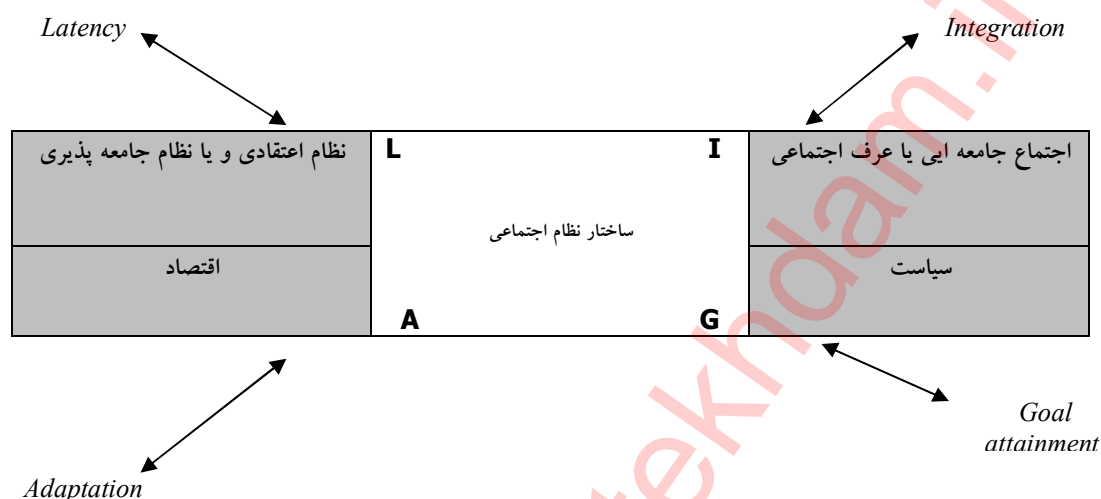 Latency
Integration
نظام اعتقادی و یا نظام جامعه پذیری
L
I
اجتماع جامعه ایی یا عرف اجتماعی
ساختار نظام اجتماعی
اقتصاد
سیاست
A
G
Goal
attainment
Adaptation